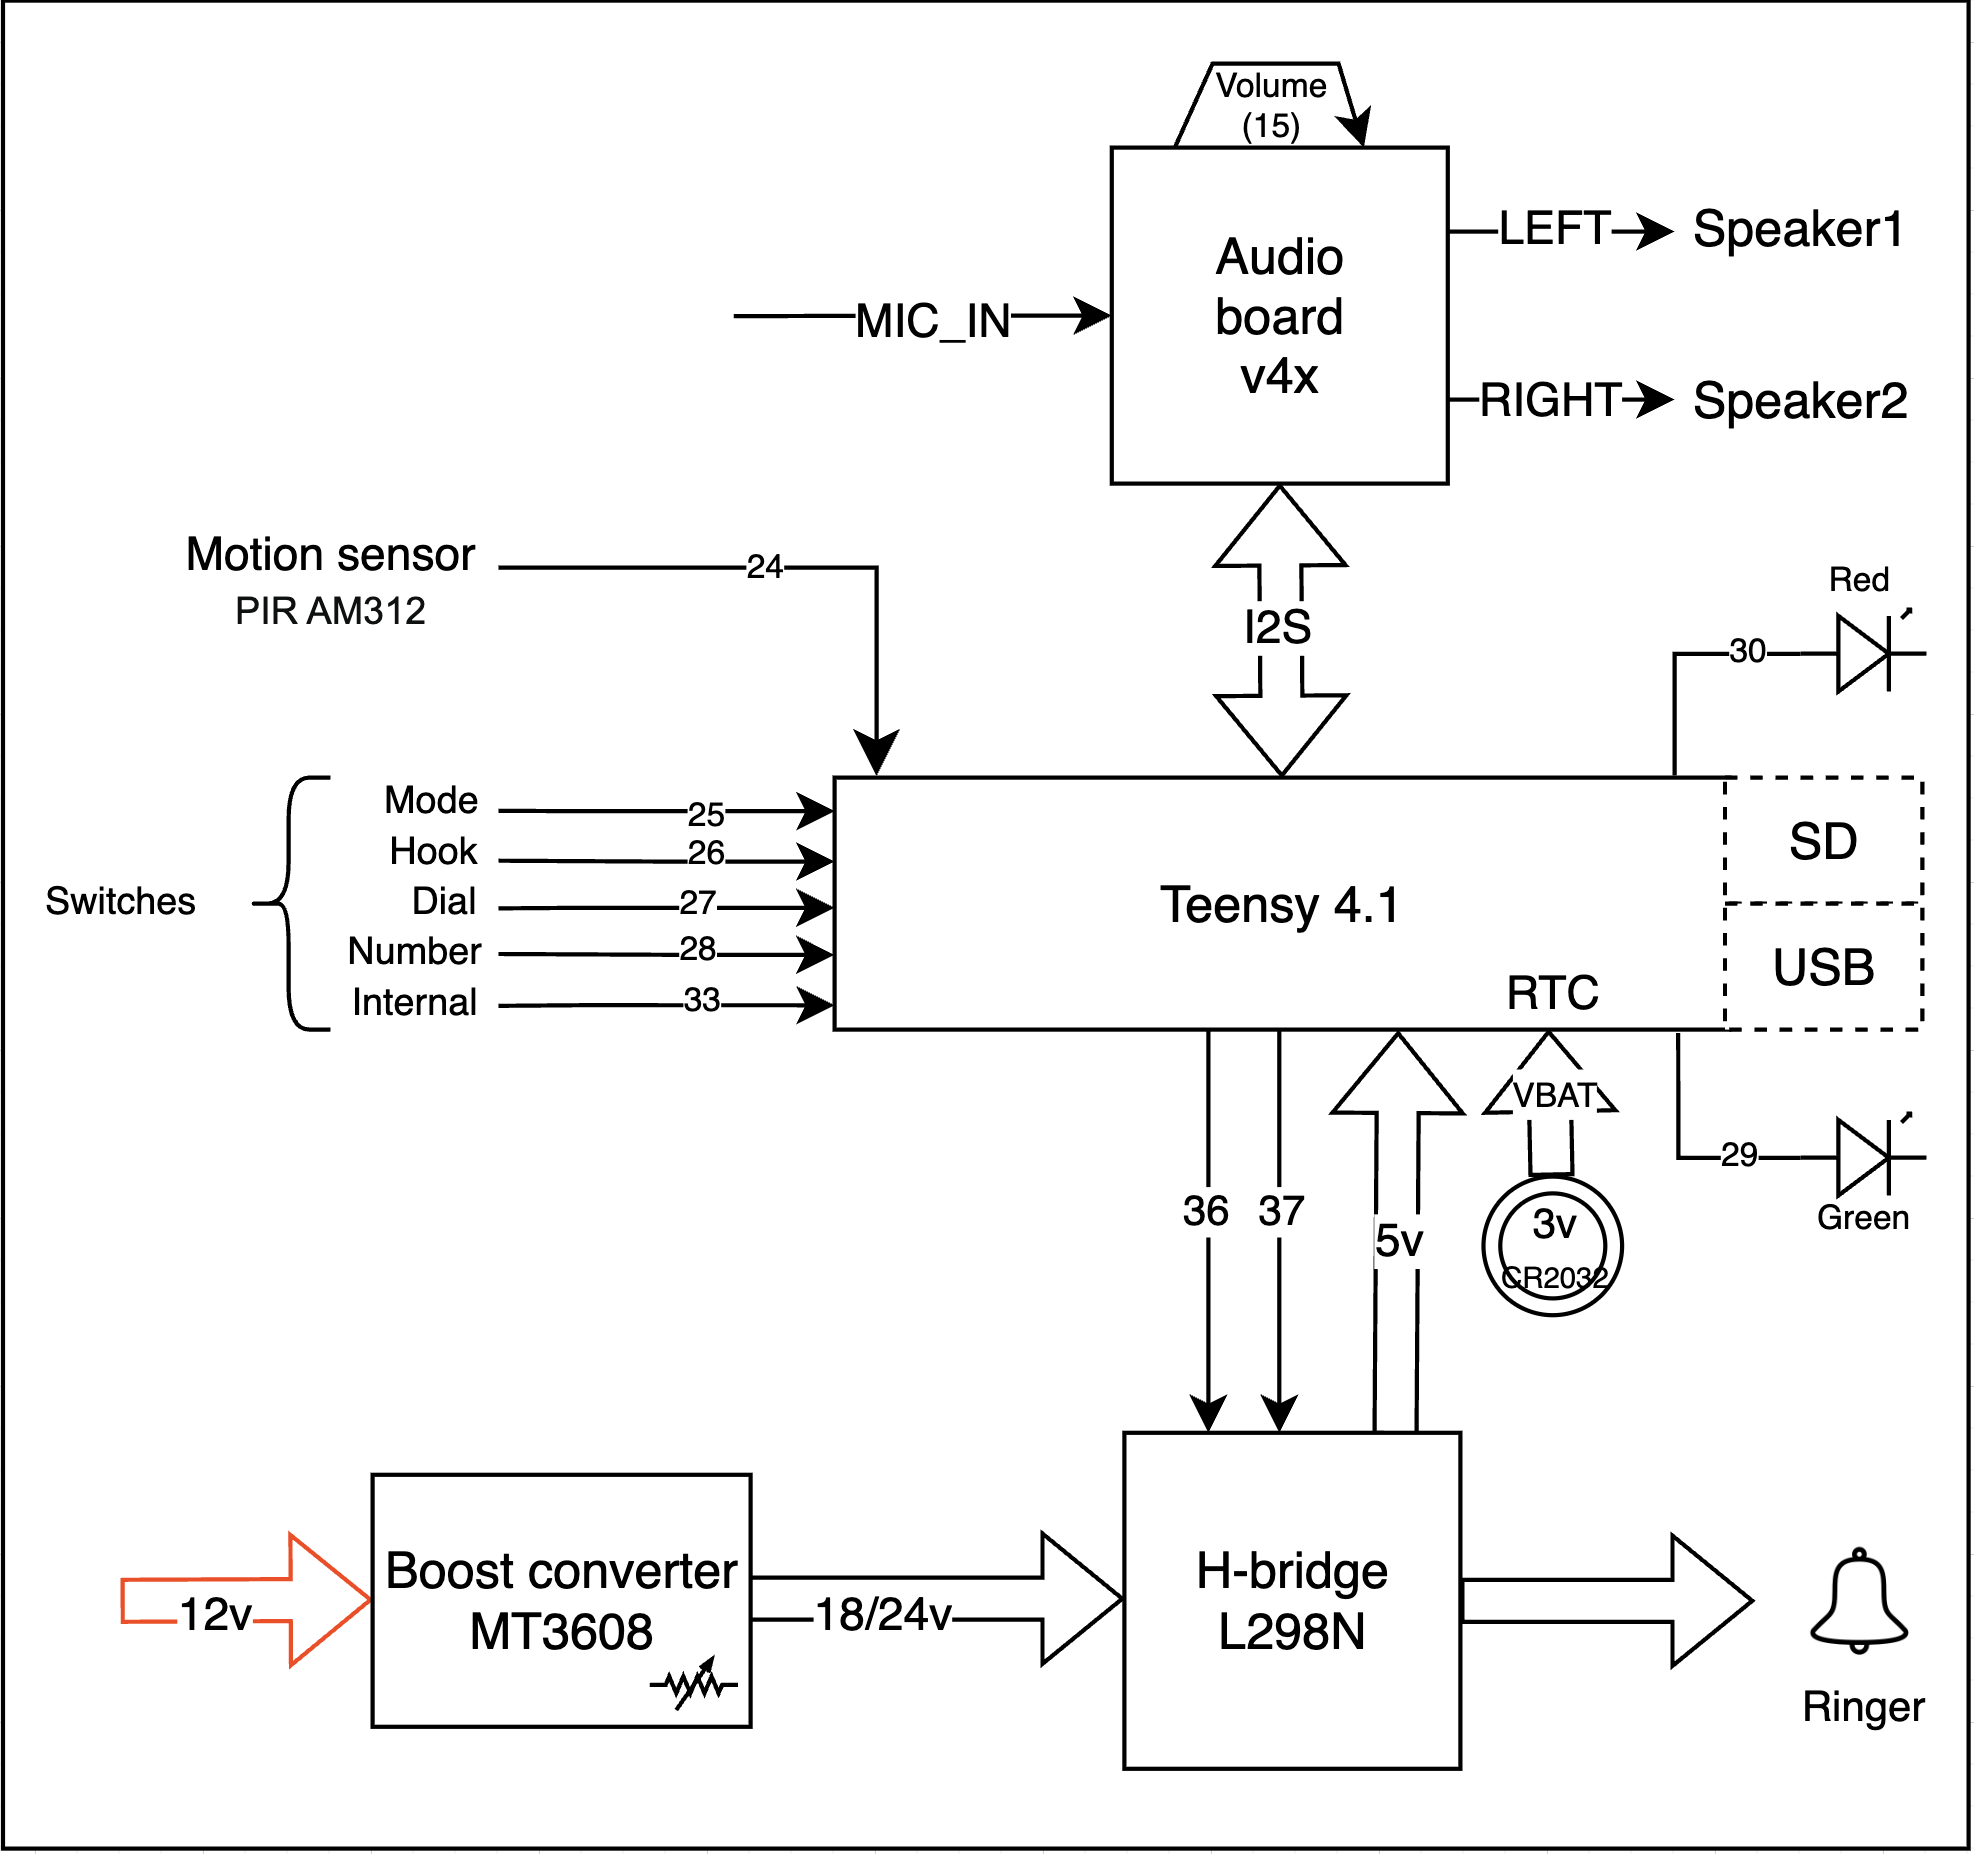 Volume
(15)
Audio
board
v4x
LEFT
Speaker1
MIC_IN
RIGHT
Speaker2
Motion sensor
PIR AM312
24
I2S
Red
30
Switches
Mode
25
Hook
26
Dial
27
Number
28
Internal
33
Teensy 4.1
RTC
SD
USB
VBAT
29
Green
36
37
5v
3v
CR2032
12v
Boost converter
MT3608
18/24v
H-bridge
L298N
Ringer